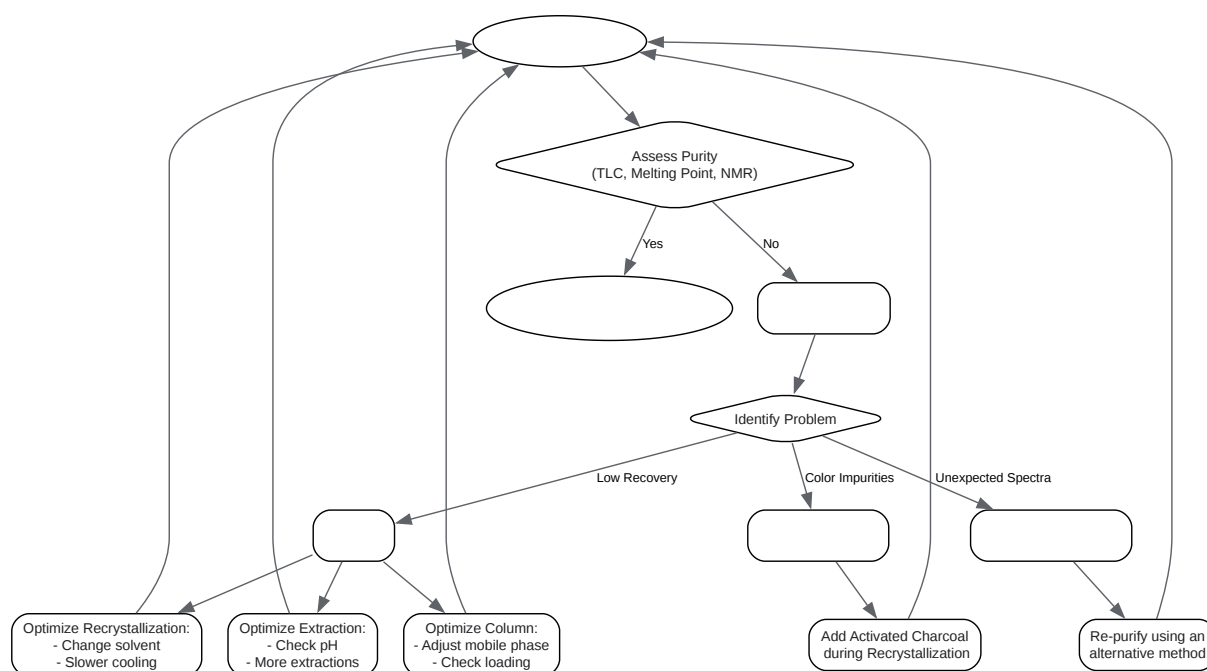 Assess Purity
(TLC, Melting Point, NMR)
Yes
No
Identify Problem
Low Recovery
Color Impurities
Unexpected Spectra
Optimize Recrystallization:
- Change solvent
- Slower cooling
Optimize Extraction:
- Check pH
- More extractions
Optimize Column:
- Adjust mobile phase
- Check loading
Add Activated Charcoal
during Recrystallization
Re-purify using an
alternative method